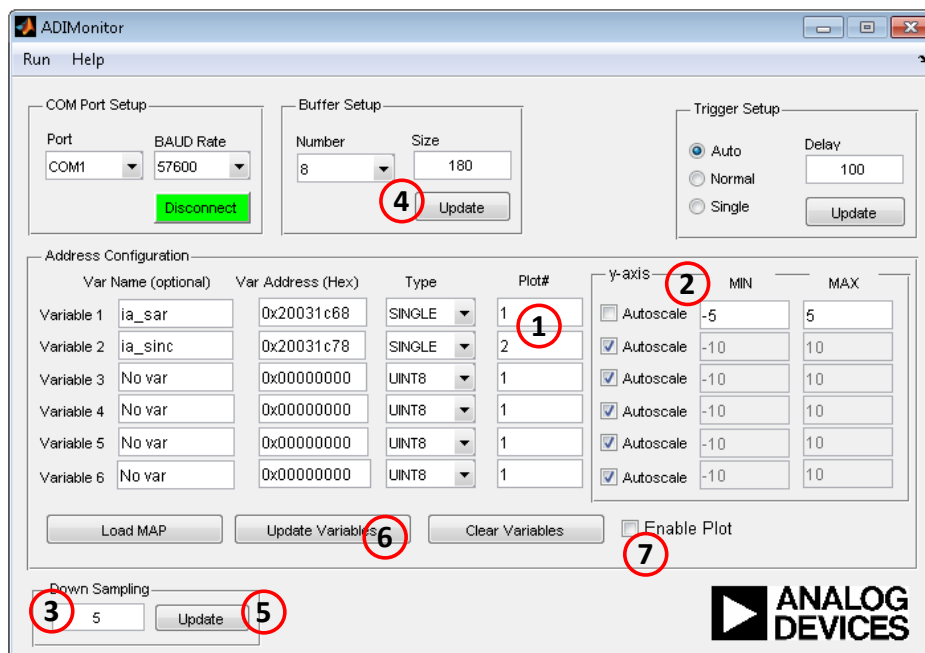 ADIMonitor
Run Help
COM Port Setup
Buffer Setup
Trigger Setup
Port BAUD Rate
Number Size
Auto Delay
COM1 57600
8 180
100
Normal
Disconnect
4 Update
Single Update
Address Configuration
Var Name (optional) Var Address (Hex) Type Plot# y-axis 2 MIN MAX
Variable 1 ia_sar 0x20031c68 SINGLE 1 1 Autoscale -5 5
Variable 2 ia_sinc 0x20031c78 SINGLE 2 Autoscale -10 10
Variable 3 No var 0x00000000 UINT8 1 Autoscale -10 10
Variable 4 No var 0x00000000 UINT8 1 Autoscale -10 10
Variable 5 No var 0x00000000 UINT8 1 Autoscale -10 10
Variable 6 No var 0x00000000 UINT8 1 Autoscale -10 10
Load MAP Update Variables 6 Clear Variables Enable Plot
7
Down Sampling
3 5 Update 5
ANALOG
DEVICES